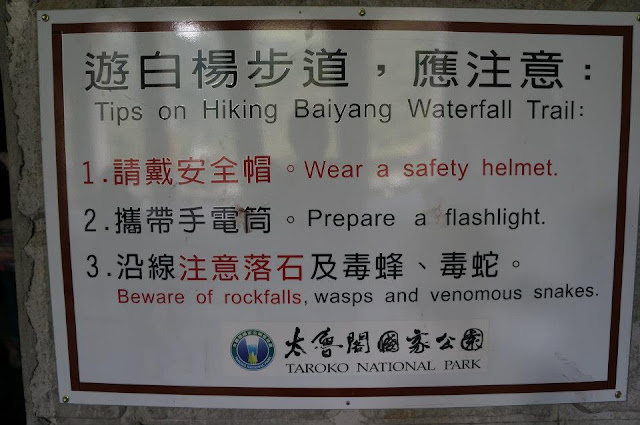 遊白楊步道，應注意：
Tips on Hiking Baiyang Waterfall Trail:
1.請戴安全帽。Wear a safety helmet.
2.攜帶手電筒。Prepare a flashlight.
3.沿線注意落石及毒蜂、毒蛇。
Beware of rockfalls, wasps and venomous snakes.
太魯閣國家公園
TAROKO NATIONAL PARK